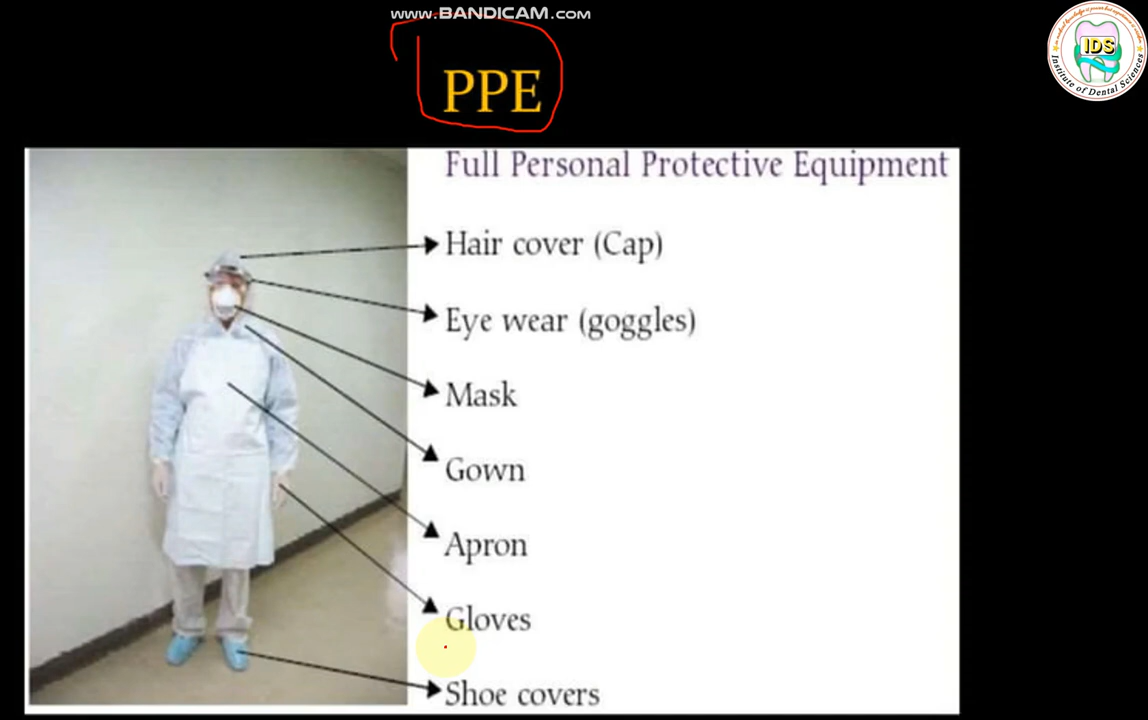 www.BANDICAM.com
IDS
Institute of Dental Sciences
PPE
Full Personal Protective Equipment
Hair cover (Cap)
Eye wear (goggles)
Mask
Gown
Apron
Gloves
Shoe covers